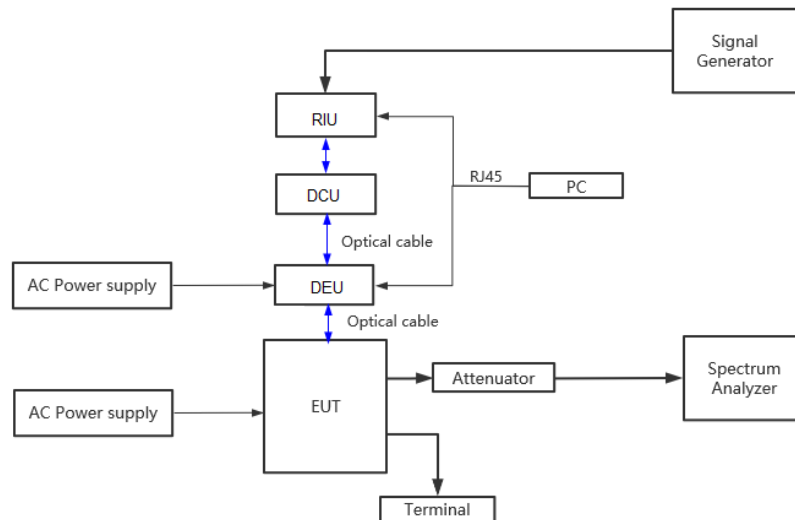 Signal
Generator
RIU
RJ45
PC
DCU
Optical cable
AC Power supply
DEU
Optical cable
Attenuator
Spectrum
Analyzer
AC Power supply
EUT
Terminal